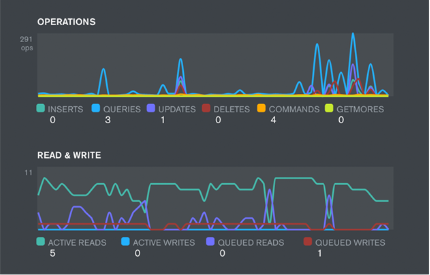 OPERATIONS
291
ops
INSERTS QUERIES UPDATES DELETES COMMANDS GETMORES
0 3 1 0 4 0
READ & WRITE
11
ACTIVE READS ACTIVE WRITES QUEUED READS QUEUED WRITES
5 0 0 1